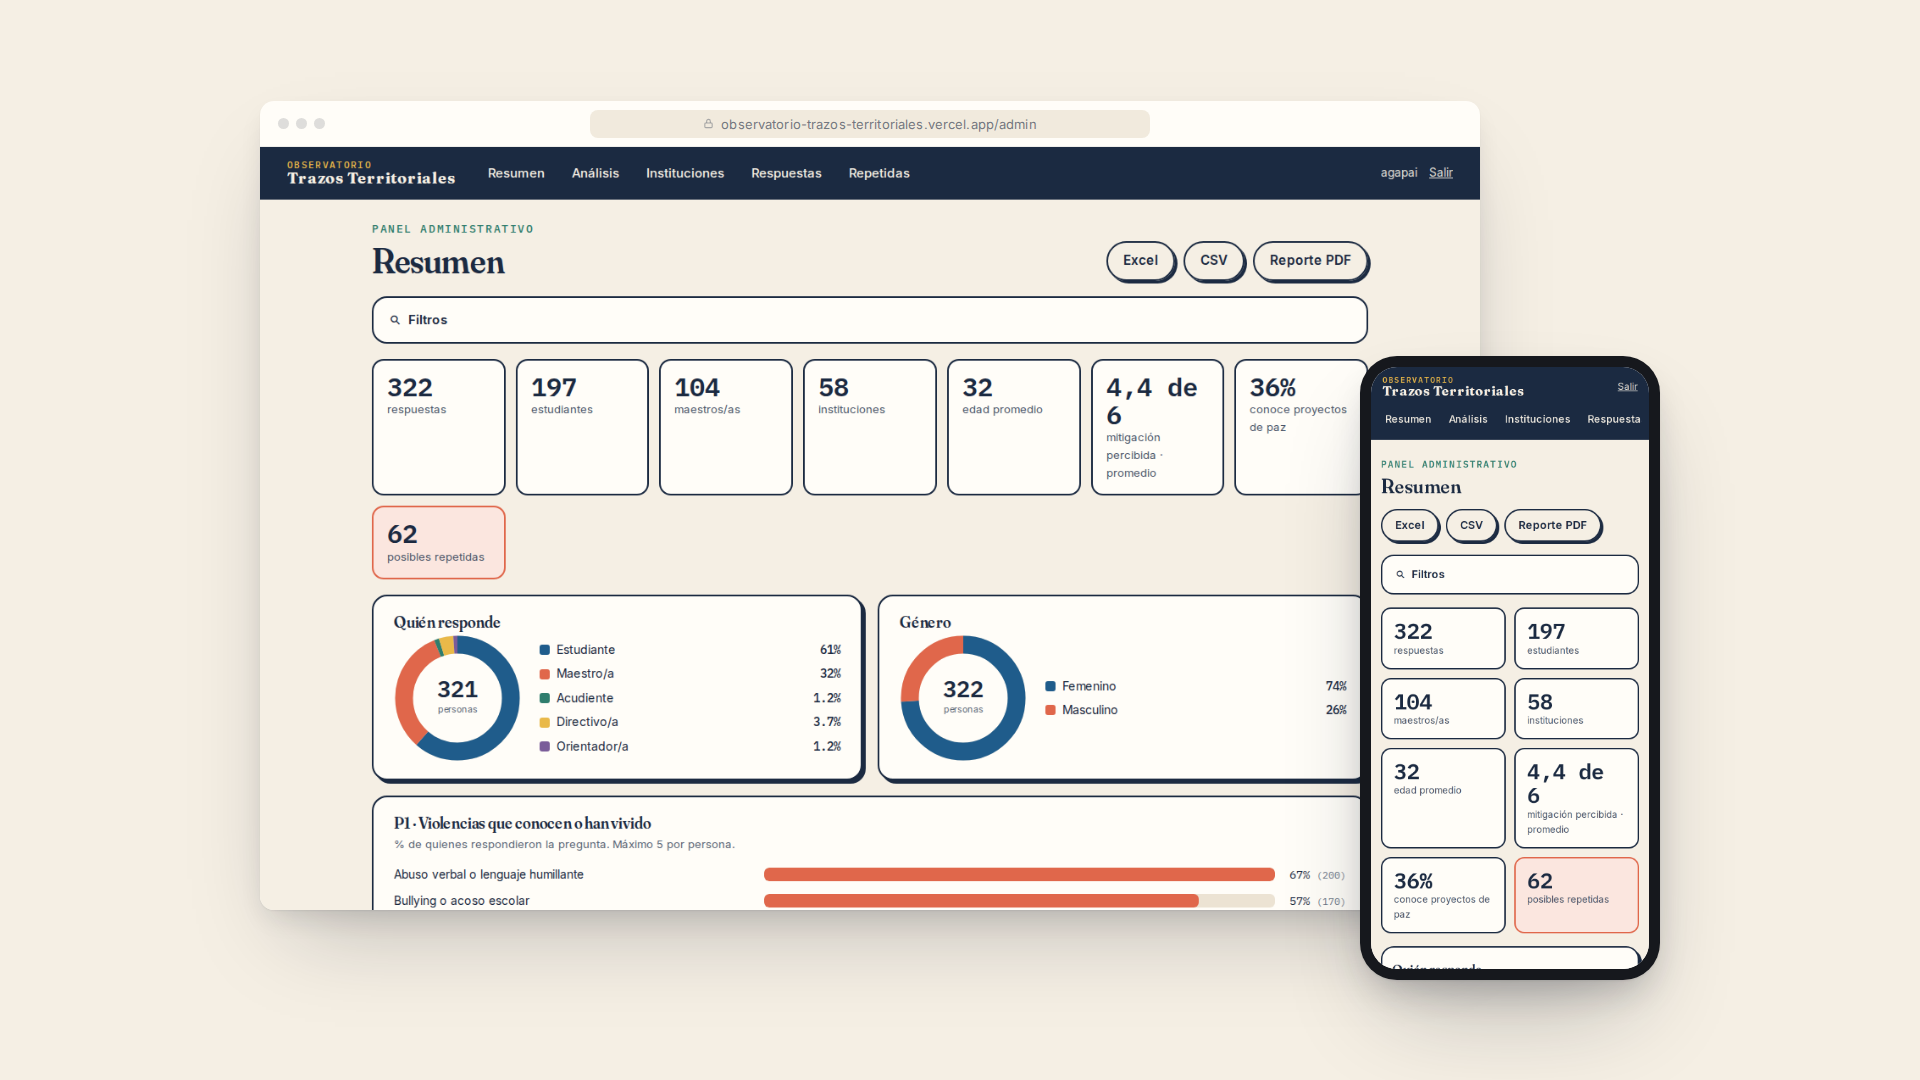 observatorio-trazos-territoriales.vercel.app/admin
OBSERVATORIO
Trazos Territoriales
Resumen Análisis Instituciones Respuestas Repetidas
agapai Salir
PANEL ADMINISTRATIVO
Resumen
Excel CSV Reporte PDF
Filtros
322
respuestas
197
estudiantes
104
maestros/as
58
instituciones
32
edad promedio
4,4 de
6
mitigación
percibida ·
promedio
36%
conoce proyectos
de paz
62
posibles repetidas
Quién responde
321
personas
Estudiante 61%
Maestro/a 32%
Acudiente 1.2%
Directivo/a 3.7%
Orientador/a 1.2%
Género
322
personas
Femenino 74%
Masculino 26%
P1 · Violencias que conocen o han vivido
% de quienes respondieron la pregunta. Máximo 5 por persona.
Abuso verbal o lenguaje humillante 67% (200)
Bullying o acoso escolar 57% (170)
OBSERVATORIO
Trazos Territoriales
Salir
Resumen Análisis Instituciones Respuesta
PANEL ADMINISTRATIVO
Resumen
Excel CSV Reporte PDF
Filtros
322
respuestas
197
estudiantes
104
maestros/as
58
instituciones
32
edad promedio
4,4 de
6
mitigación percibida ·
promedio
36%
conoce proyectos de
paz
62
posibles repetidas
Quién responde